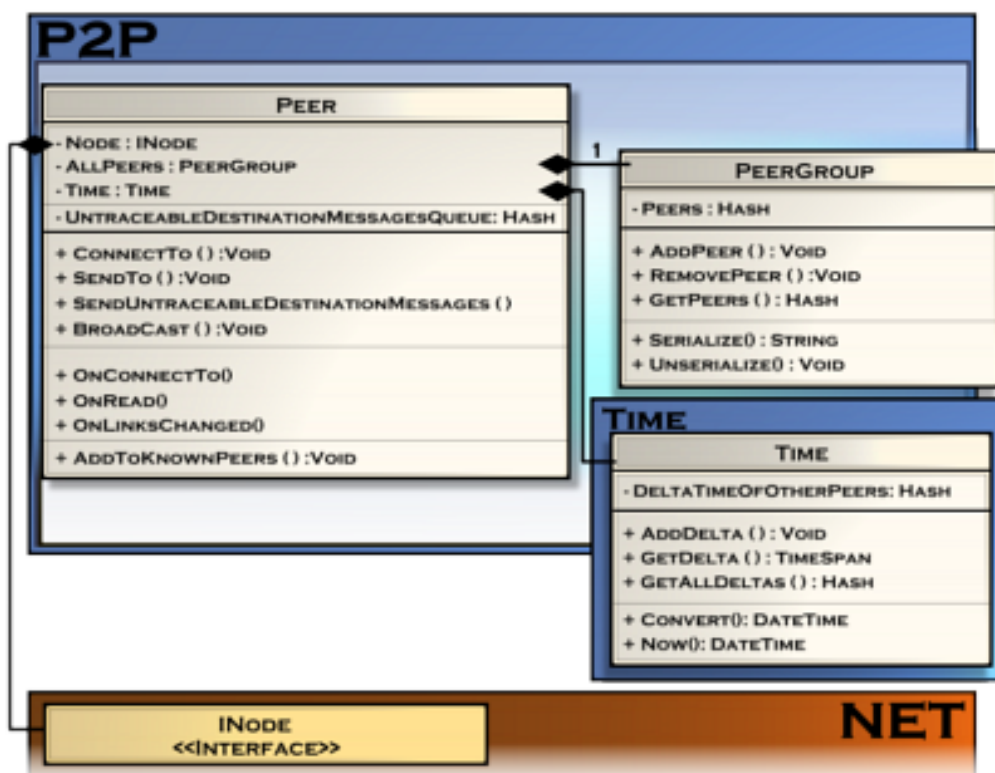 P2P
PEER
- NODE : INODE
- ALLPEERS : PEERGROUP
- TIME : TIME
- UNTRACEABLEDESTINATIONMESSAGESQUEUE: HASH
+ CONNECTTO ( ) :VOID
+ SENDTO ( ) :VOID
+ SENDUNTRACEABLEDESTINATIONMESSAGES ( )
+ BROADCAST ( ) :VOID
+ ONCONNECTTO()
+ ONREAD()
+ ONLINKSCHANGED()
+ ADDTOKNOWNPEERS ( ) :VOID
1
PEERGROUP
- PEERS : HASH
+ ADDPEER ( ) : VOID
+ REMOVEPEER ( ) :VOID
+ GETPEERS ( ) : HASH
+ SERIALIZE() : STRING
+ UNSERIALIZE() : VOID
TIME
TIME
- DELTATIMEOFOTHERPEERS: HASH
+ ADDDELTA ( ) : VOID
+ GETDELTA ( ) : TIMESPAN
+ GETALLDELTAS ( ) : HASH
+ CONVERT(): DATETIME
+ NOW(): DATETIME
INODE
<<INTERFACE>>
NET